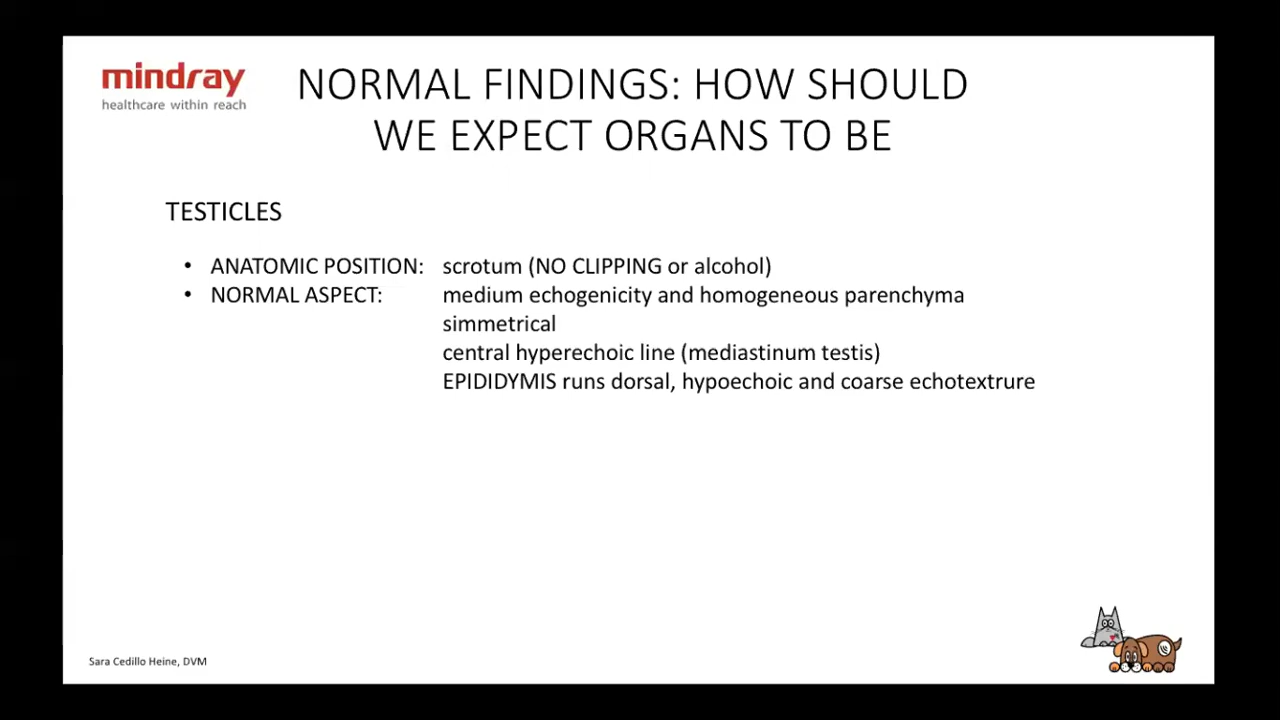 mindray
healthcare within reach
NORMAL FINDINGS: HOW SHOULD
WE EXPECT ORGANS TO BE
TESTICLES
• ANATOMIC POSITION: scrotum (NO CLIPPING or alcohol)
• NORMAL ASPECT: medium echogenicity and homogeneous parenchyma
simmetrical
central hyperechoic line (mediastinum testis)
EPIDIDYMIS runs dorsal, hypoechoic and coarse echotextrure
Sara Cedillo Heine, DVM